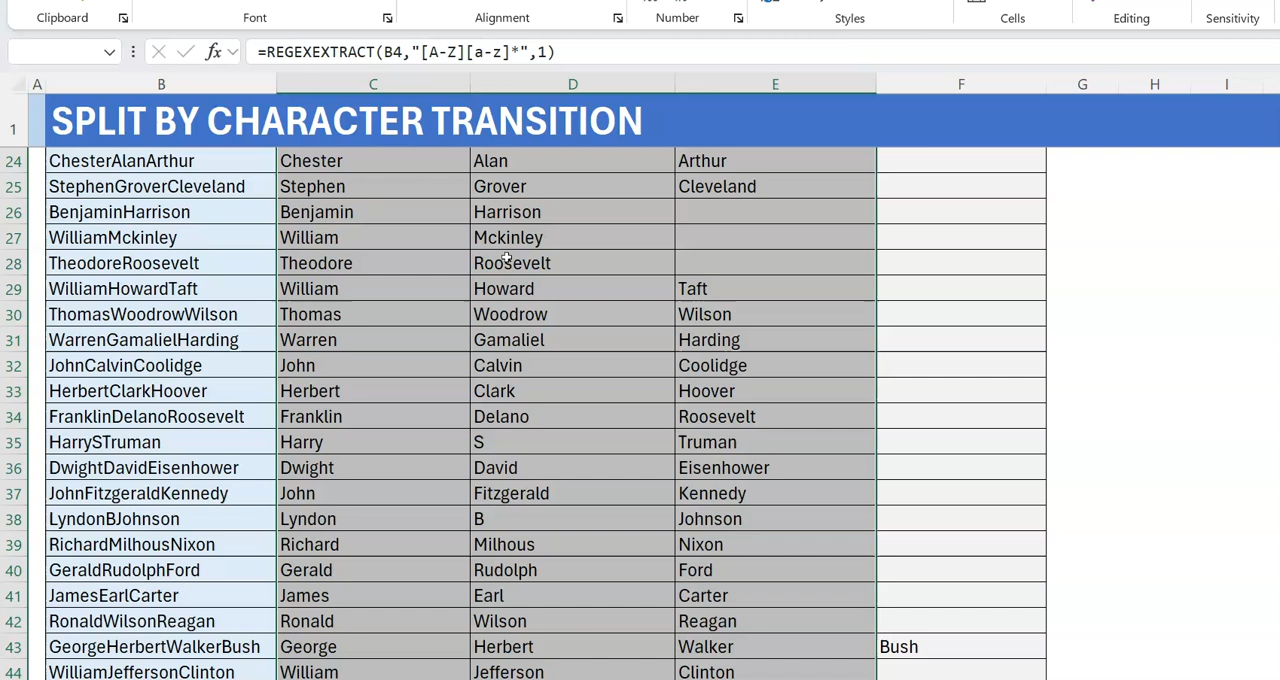 Clipboard Font Alignment Number Styles Cells Editing Sensitivity
fx =REGEXEXTRACT(B4,"[A-Z][a-z]*",1)
A B C D E F G H I
1 SPLIT BY CHARACTER TRANSITION
24 ChesterAlanArthur Chester Alan Arthur
25 StephenGroverCleveland Stephen Grover Cleveland
26 BenjaminHarrison Benjamin Harrison
27 WilliamMckinley William Mckinley
28 TheodoreRoosevelt Theodore Roosevelt
29 WilliamHowardTaft William Howard Taft
30 ThomasWoodrowWilson Thomas Woodrow Wilson
31 WarrenGamalielHarding Warren Gamaliel Harding
32 JohnCalvinCoolidge John Calvin Coolidge
33 HerbertClarkHoover Herbert Clark Hoover
34 FranklinDelanoRoosevelt Franklin Delano Roosevelt
35 HarrySTruman Harry S Truman
36 DwightDavidEisenhower Dwight David Eisenhower
37 JohnFitzgeraldKennedy John Fitzgerald Kennedy
38 LyndonBJohnson Lyndon B Johnson
39 RichardMilhousNixon Richard Milhous Nixon
40 GeraldRudolphFord Gerald Rudolph Ford
41 JamesEarlCarter James Earl Carter
42 RonaldWilsonReagan Ronald Wilson Reagan
43 GeorgeHerbertWalkerBush George Herbert Walker Bush
44 WilliamJeffersonClinton William Jefferson Clinton